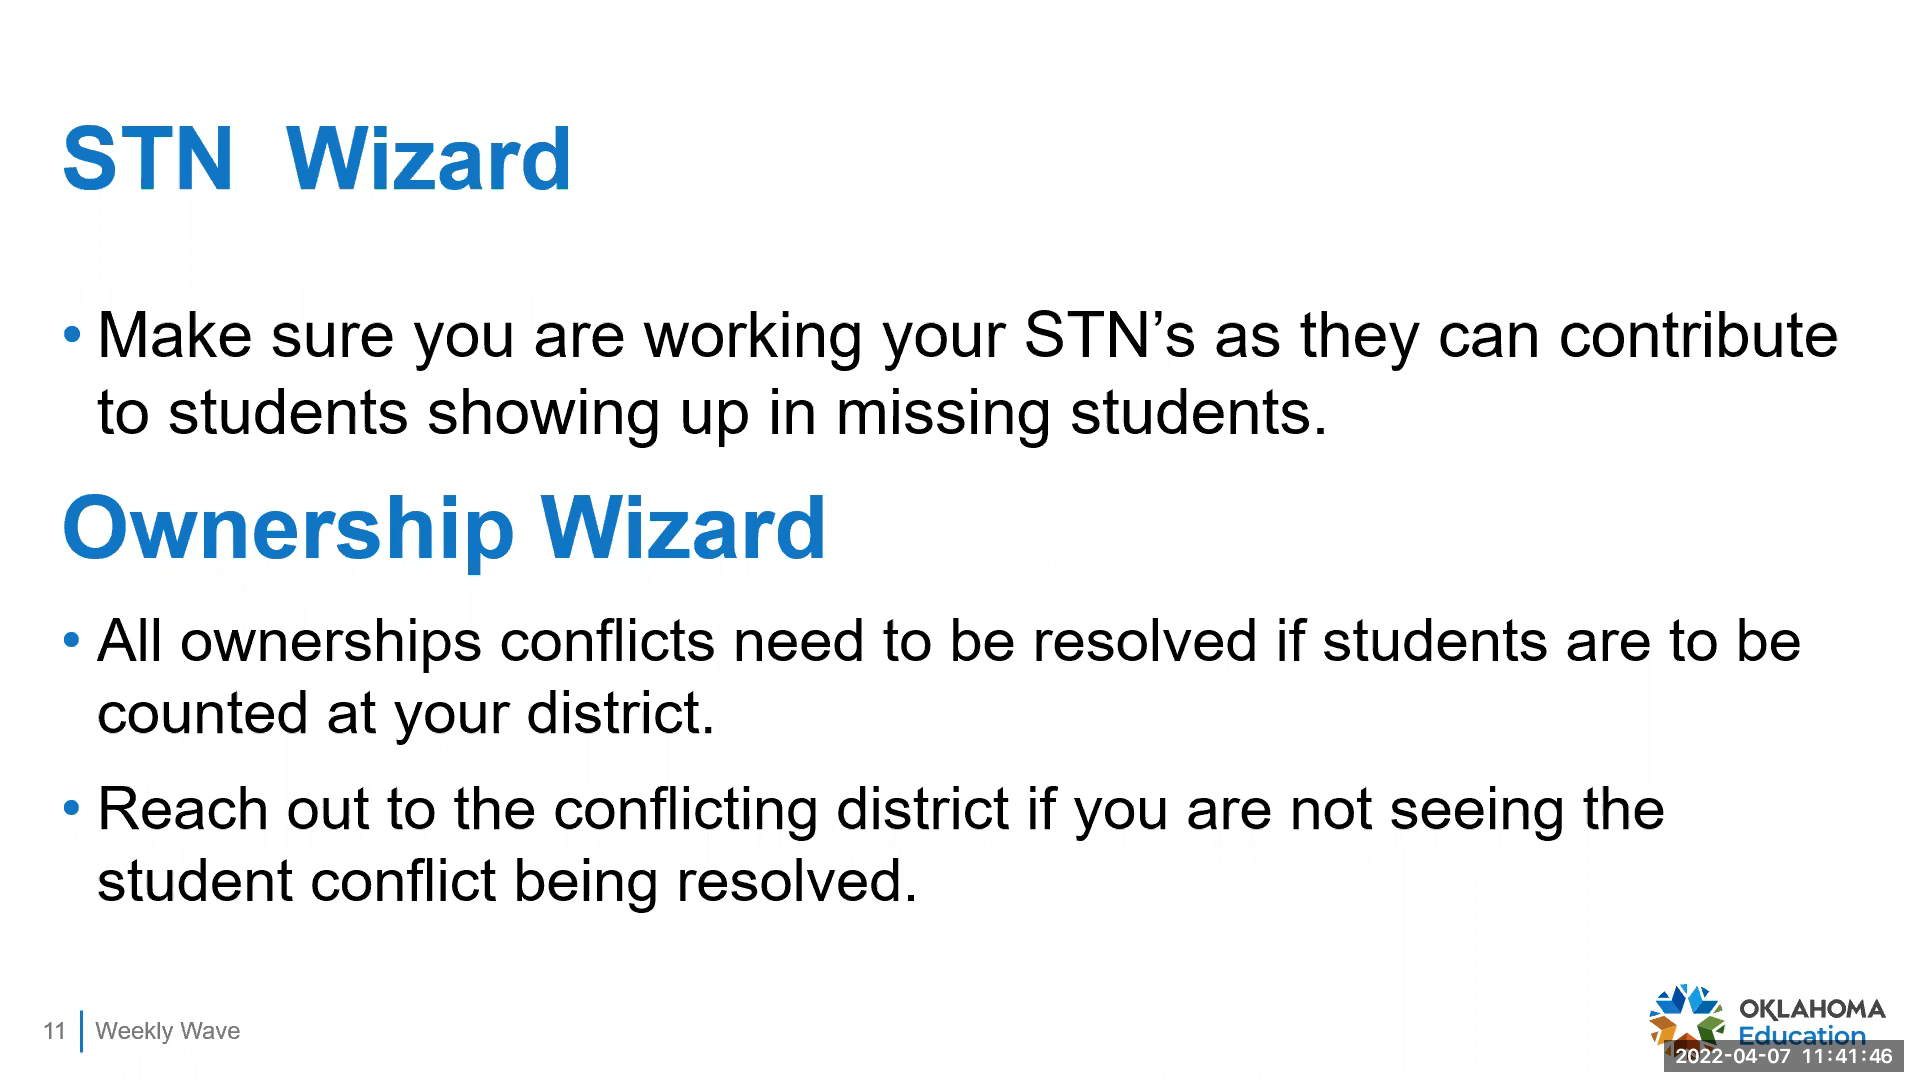 STN  Wizard
• Make sure you are working your STN’s as they can contribute
to students showing up in missing students.
Ownership Wizard
• All ownerships conflicts need to be resolved if students are to be
counted at your district.
• Reach out to the conflicting district if you are not seeing the
student conflict being resolved.
11 Weekly Wave
OKLAHOMA
Education
2022-04-07 11:41:46